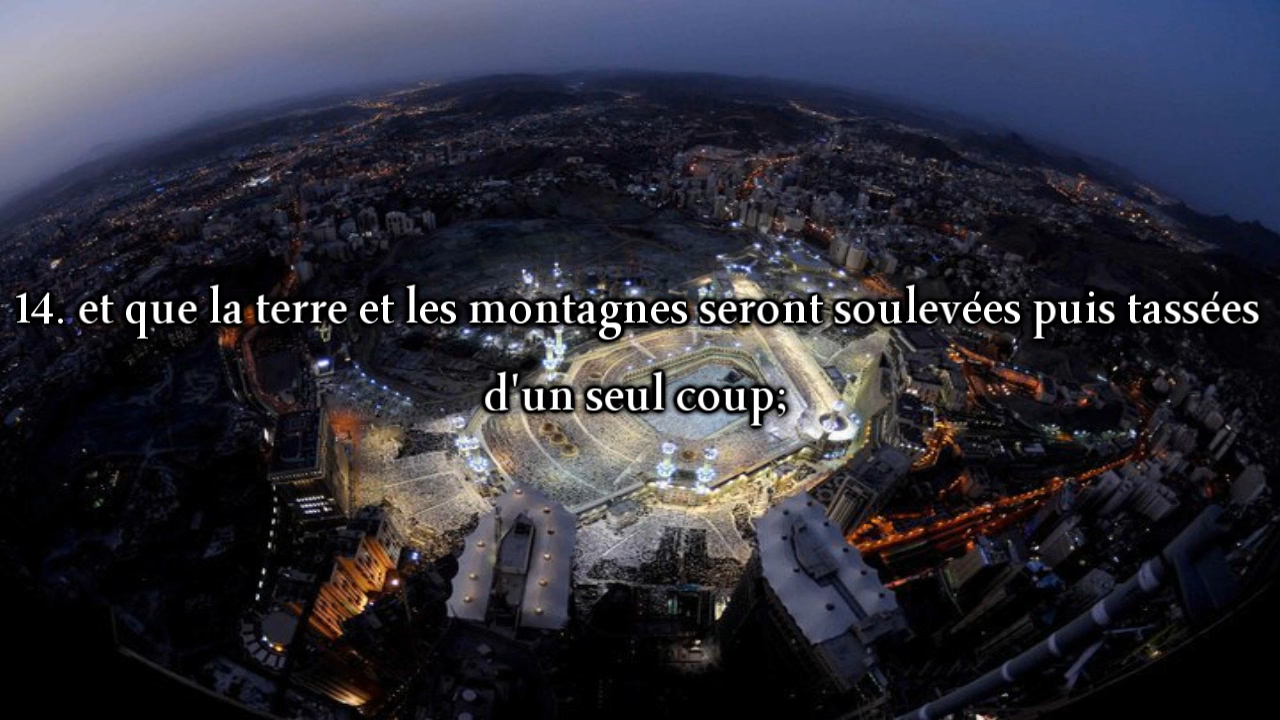 14. et que la terre et les montagnes seront soulevées puis tassées
d'un seul coup;